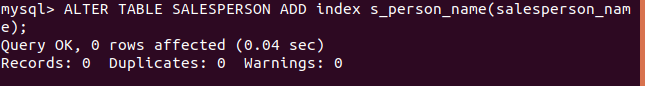 mysql> ALTER TABLE SALESPERSON ADD index s_person_name(salesperson_nam
e);
Query OK, 0 rows affected (0.04 sec)
Records: 0  Duplicates: 0  Warnings: 0